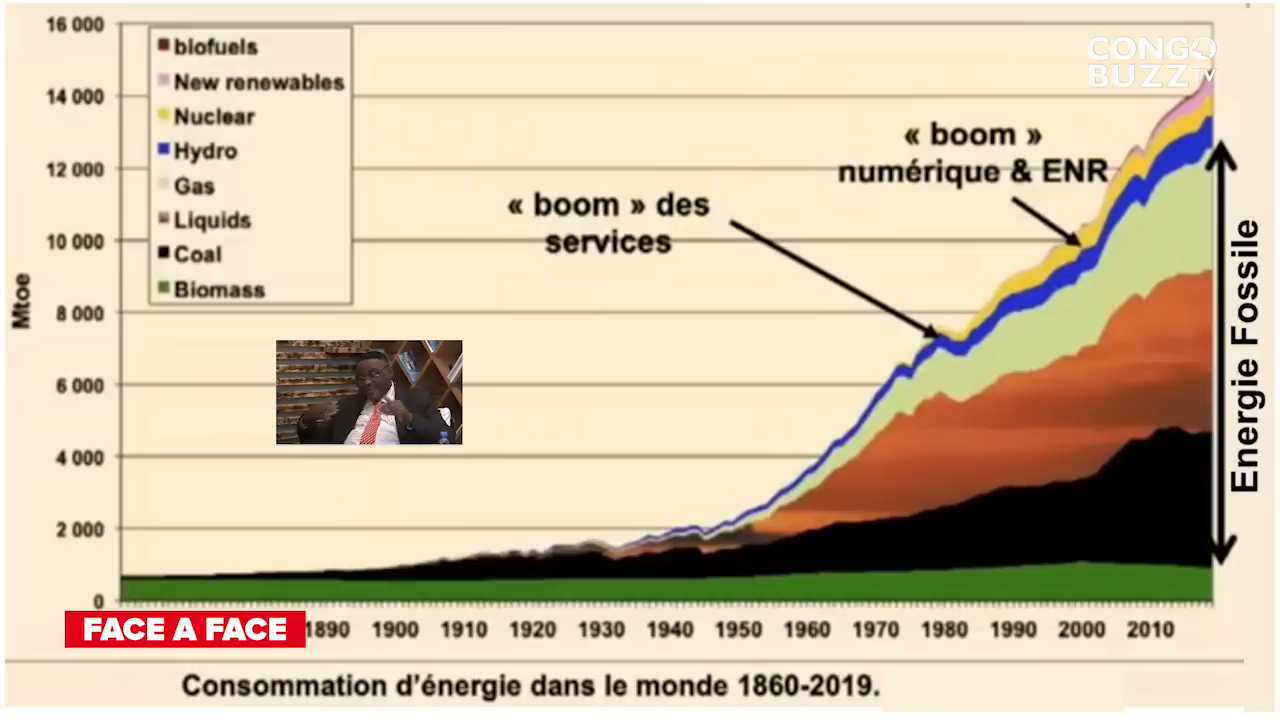 CONGO
BUZZ TV
16 000
14 000
12 000
10 000
8 000
6 000
4 000
2 000
0
Mtoe
biofuels
New renewables
Nuclear
Hydro
Gas
Liquids
Coal
Biomass
« boom » des
services
« boom »
numérique & ENR
Energie Fossile
FACE A FACE
1890 1900 1910 1920 1930 1940 1950 1960 1970 1980 1990 2000 2010
Consommation d'énergie dans le monde 1860-2019.